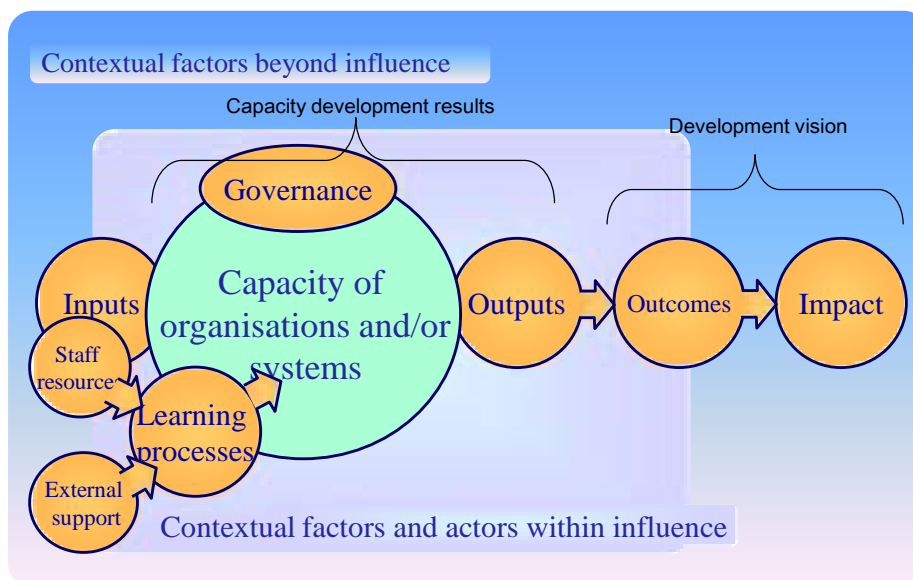 Contextual factors beyond influence
Capacity development results
Development vision
Governance
Capacity of
organisations and/or
systems
Inputs
Outputs
Outcomes
Impact
Staff
resource
Learning
processes
External
support
Contextual factors and actors within influence